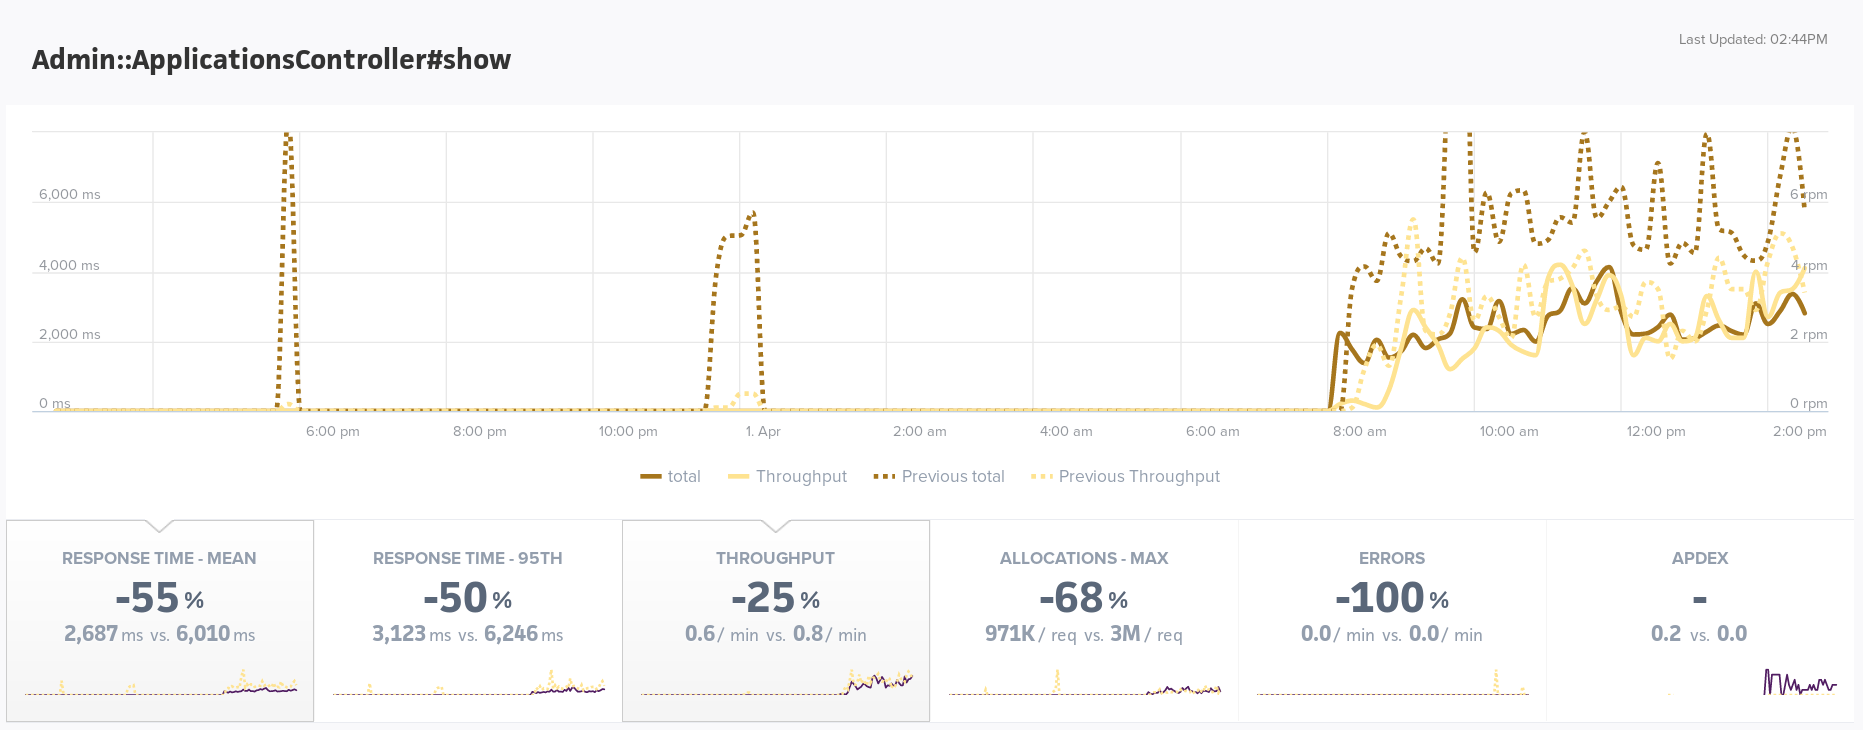 Last Updated: 02:44PM
Admin::ApplicationsController#show
6,000 ms
6 rpm
4,000 ms
4 rpm
2,000 ms
2 rpm
0 ms
0 rpm
6:00 pm 8:00 pm 10:00 pm 1. Apr 2:00 am 4:00 am 6:00 am 8:00 am 10:00 am 12:00 pm 2:00 pm
total Throughput Previous total Previous Throughput
RESPONSE TIME - MEAN
-55 %
2,687 ms vs. 6,010 ms
RESPONSE TIME - 95TH
-50 %
3,123 ms vs. 6,246 ms
THROUGHPUT
-25 %
0.6 / min vs. 0.8 / min
ALLOCATIONS - MAX
-68 %
971K / req vs. 3M / req
ERRORS
-100 %
0.0 / min vs. 0.0 / min
APDEX
-
0.2 vs. 0.0